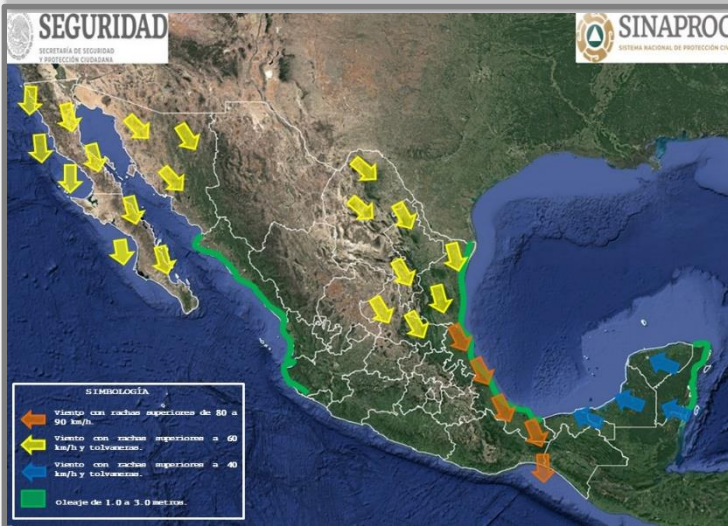 SEGURIDAD
SECRETARÍA DE SEGURIDAD
Y PROTECCIÓN CIUDADANA
SINAPROC
SISTEMA NACIONAL DE PROTECCIÓN CIV
SIMBOLOGÍA
Viento con rachas superiores de 80 a
90 km/h.
Viento con rachas superiores a 60
km/h y tolvaneras.
Viento con rachas superiores a 40
km/h y tolvaneras.
Oleaje de 1.0 a 3.0 metros.